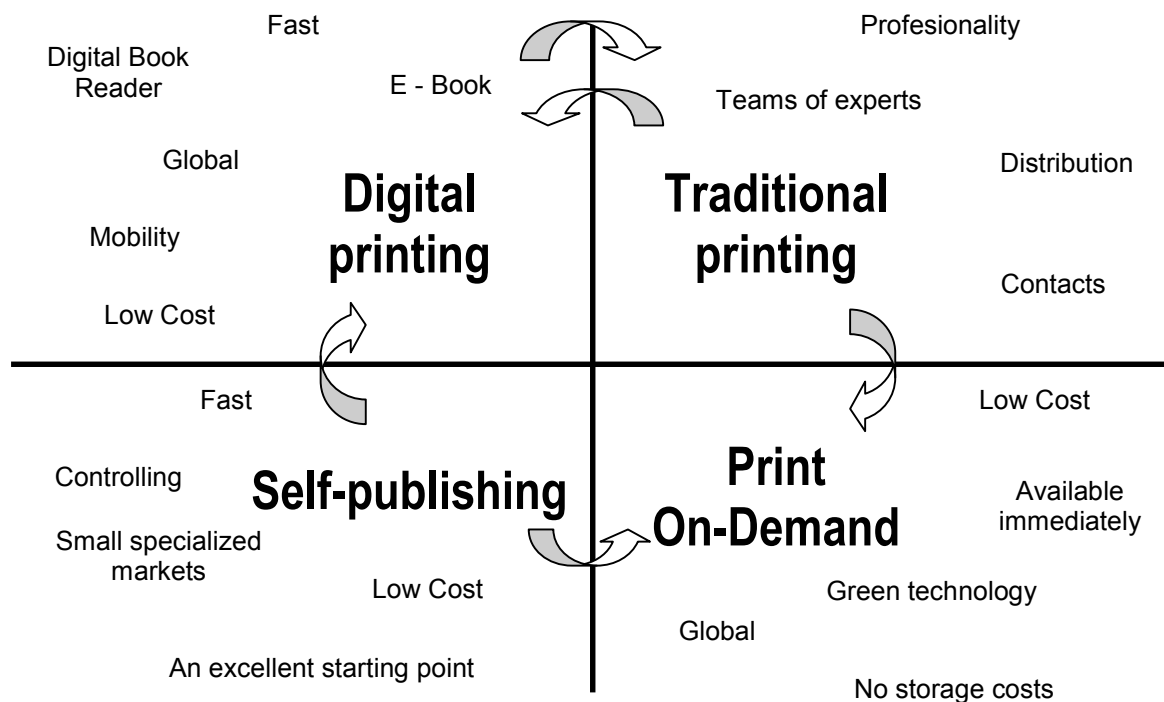 Fast
Digital Book
Reader
E - Book
Global
Mobility
Low Cost
Digital
printing
Profesionality
Teams of experts
Distribution
Contacts
Traditional
printing
Fast
Controlling
Small specialized
markets
Low Cost
An excellent starting point
Self-publishing
Low Cost
Print
On-Demand
Available
immediately
Green technology
Global
No storage costs